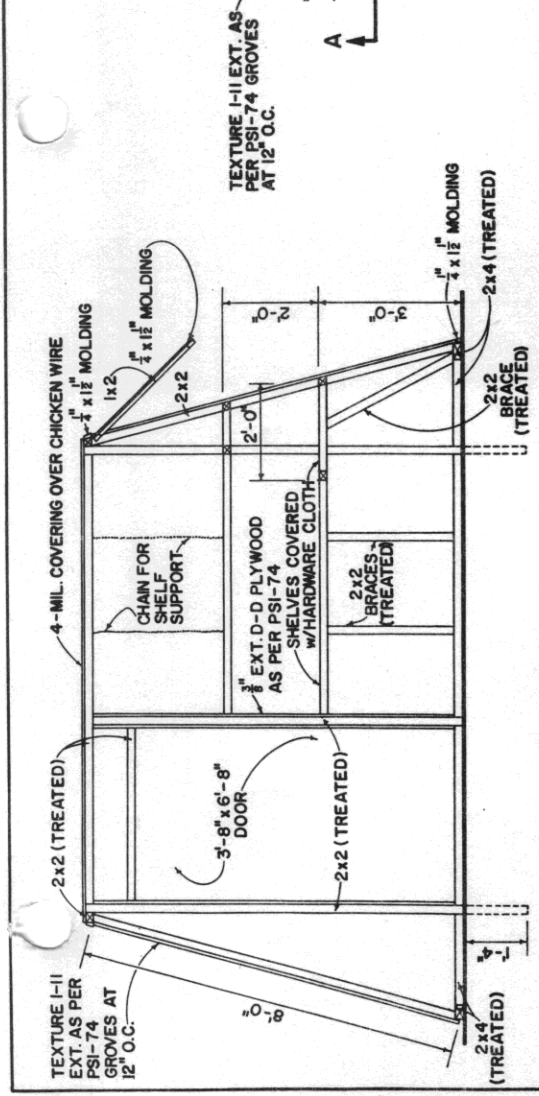 4-MIL. COVERING OVER CHICKEN WIRE
1/4" x 1 1/2" MOLDING
1x2
1/4" x 1 1/2" MOLDING
2x2 (TREATED)
TEXTURE 1-11
EXT. AS PER
PSI-74
GROVES AT
12" O.C.
CHAIN FOR
SHELF
SUPPORT
2x2
2'-0"
2'-0"
3'-0"
3'-8" x 6'-8"
DOOR
3/8" EXT. D-D PLYWOOD
AS PER PSI-74
SHELVES COVERED
w/HARDWARE CLOTH
2x2
BRACES
(TREATED)
2x2 (TREATED)
8'-0"
1'-4"
2x4
(TREATED)
2x2
BRACE
(TREATED)
2x4 (TREATED)
1/4" x 1 1/2" MOLDING
TEXTURE 1-11 EXT. AS
PER PSI-74 GROVES
AT 12" O.C.
A